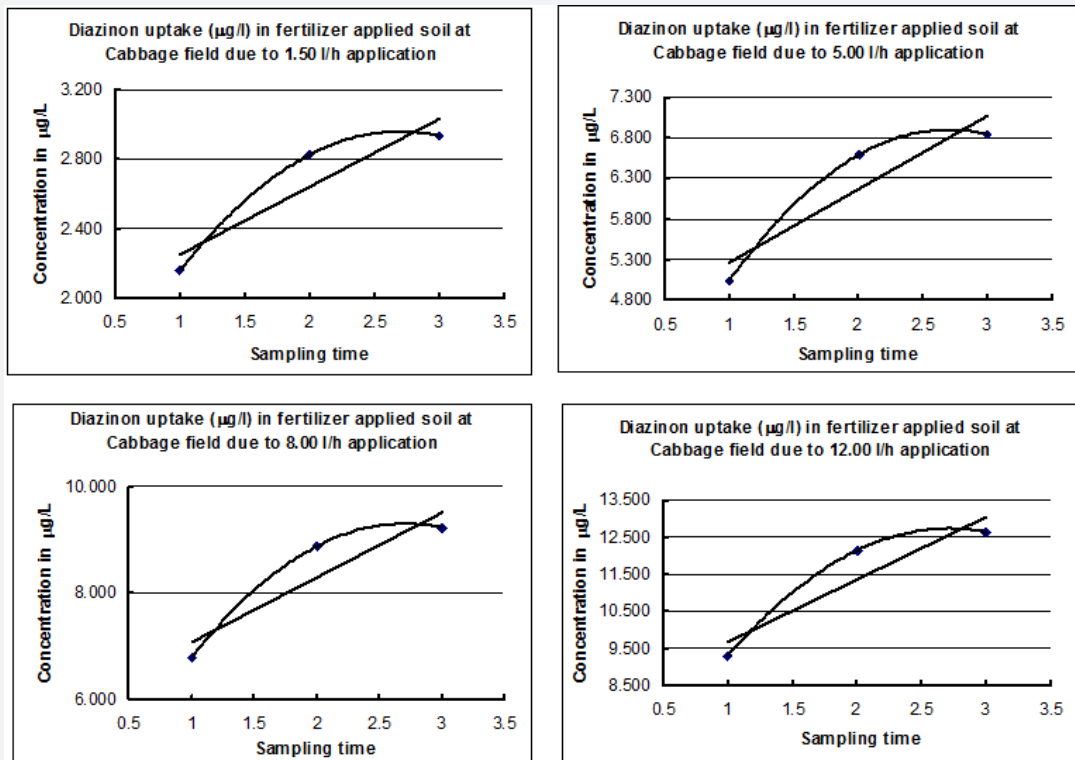 Diazinon uptake (µg/l) in fertilizer applied soil at
Cabbage field due to 1.50 l/h application
Concentration in µg/L
3.200
2.800
2.400
2.000
0.5 1 1.5 2 2.5 3 3.5
Sampling time
Diazinon uptake (µg/l) in fertilizer applied soil at
Cabbage field due to 5.00 l/h application
Concentration in µg/L
7.300
6.800
6.300
5.800
5.300
4.800
0.5 1 1.5 2 2.5 3 3.5
Sampling time
Diazinon uptake (µg/l) in fertilizer applied soil at
Cabbage field due to 8.00 l/h application
Concentration in µg/L
10.000
8.000
6.000
0.5 1 1.5 2 2.5 3 3.5
Sampling time
Diazinon uptake (µg/l) in fertilizer applied soil at
Cabbage field due to 12.00 l/h application
Concentration in µg/L
13.500
12.500
11.500
10.500
9.500
8.500
0.5 1 1.5 2 2.5 3 3.5
Sampling time